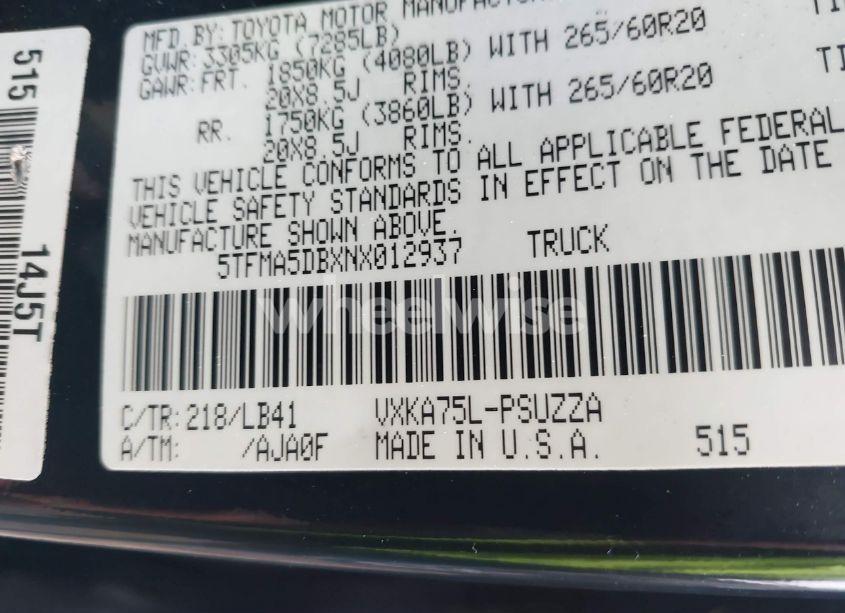 MFD. BY: TOYOTA MOTOR
GVWR: 3305KG (7285LB)
GAWR: FRT. 1850KG (4080LB) WITH 265/60R20
20X8.5J RIMS.
RR. 1750KG (3860LB) WITH 265/60R20
20X8.5J RIMS.
THIS VEHICLE CONFORMS TO ALL APPLICABLE FEDERAL
VEHICLE SAFETY STANDARDS IN EFFECT ON THE DATE
MANUFACTURE SHOWN ABOVE.
5TFMA5DBXNX012937 TRUCK
C/TR: 218/LB41 VXKA75L-PSUZZA
A/TM: /AJA0F MADE IN U.S.A. 515
515
14J5T
wheelwise